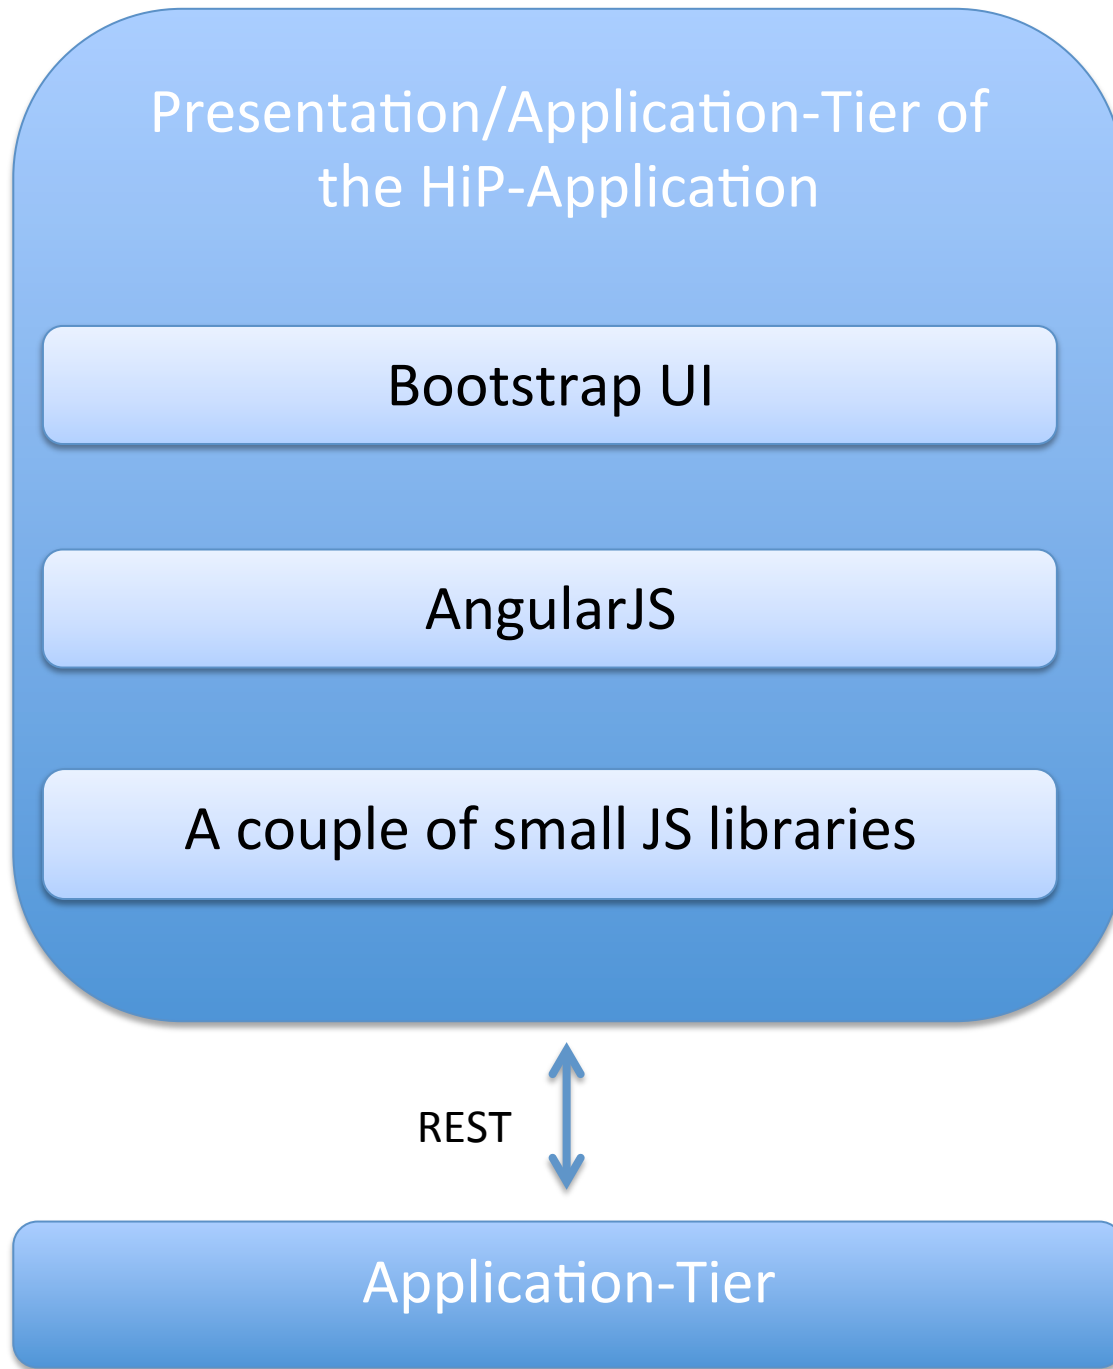 Presentation/Application-Tier of
the HiP-Application
Bootstrap UI
AngularJS
A couple of small JS libraries
REST
Application-Tier